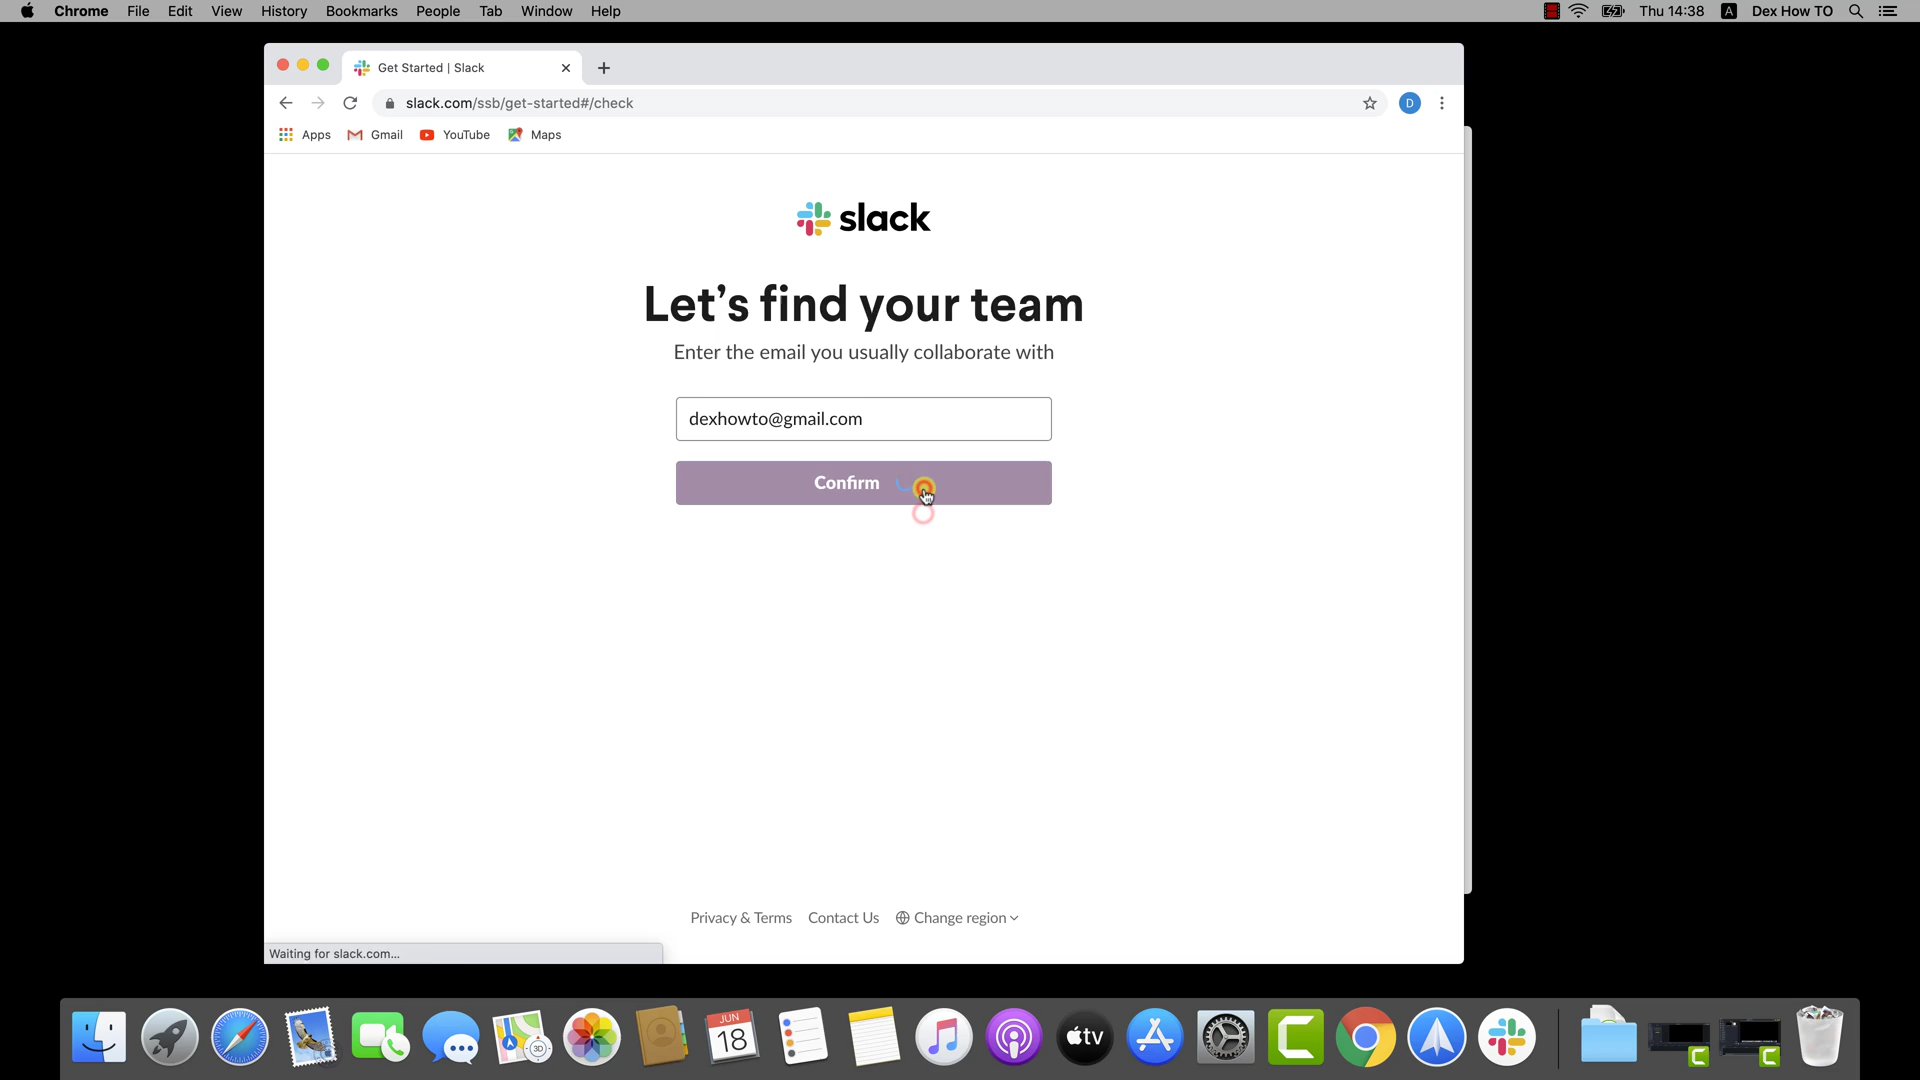 Chrome File Edit View History Bookmarks People Tab Window Help
Thu 14:38 A Dex How TO
Get Started | Slack
slack.com/ssb/get-started#/check
D
Apps Gmail YouTube Maps
slack
Let’s find your team
Enter the email you usually collaborate with
dexhowto@gmail.com
Confirm
Privacy & Terms Contact Us Change region
Waiting for slack.com...
JUN
18
3D
tv